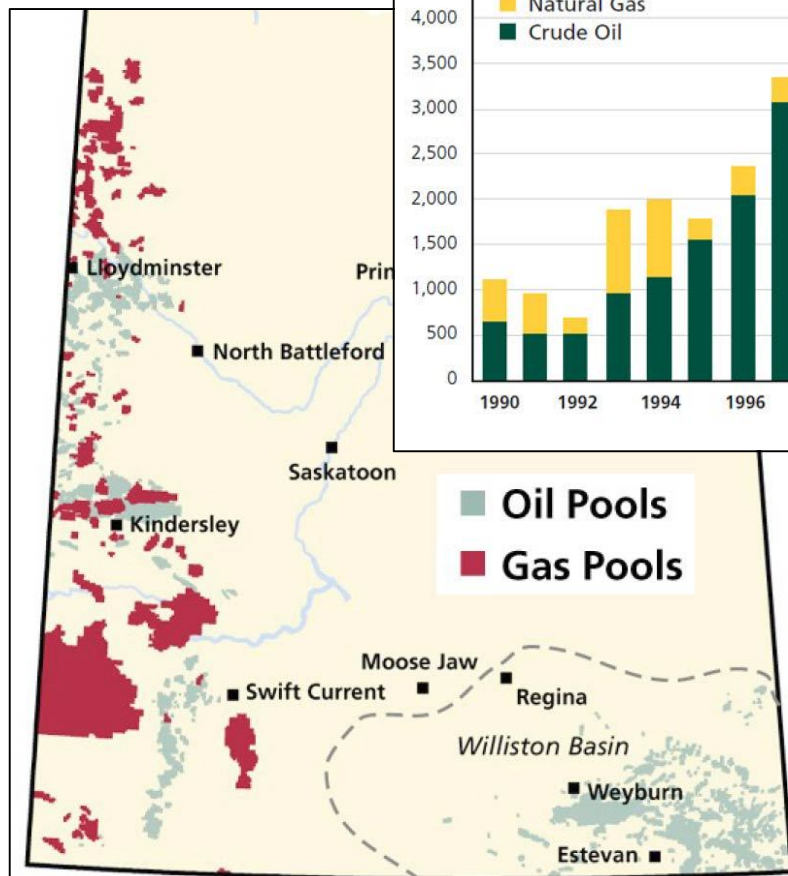 Natural Gas
Crude Oil
4,000
3,500
3,000
2,500
2,000
1,500
1,000
500
0
1990 1992 1994 1996
Lloydminster
Prin
North Battleford
Saskatoon
Oil Pools
Kindersley
Gas Pools
Moose Jaw
Swift Current
Regina
Williston Basin
Weyburn
Estevan